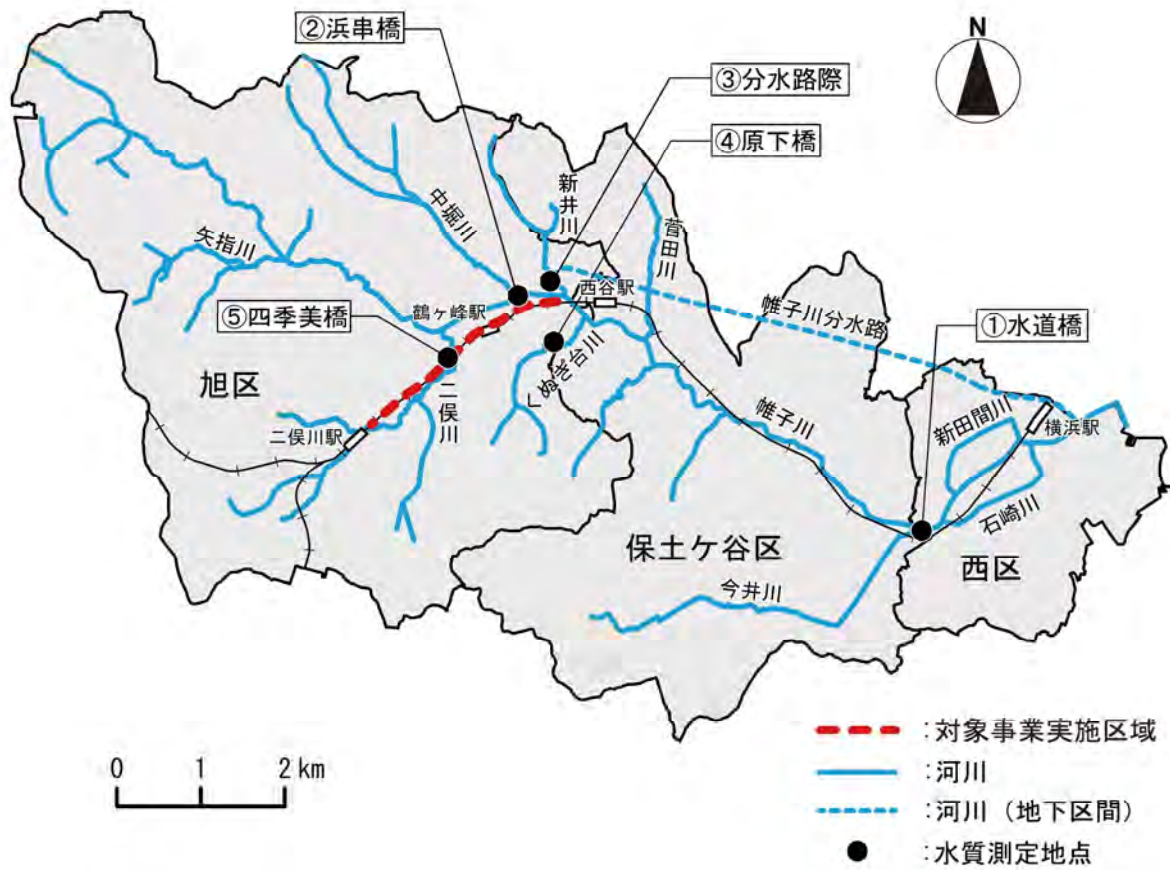 ②浜串橋
N
③分水路際
④原下橋
新井川
中堀川
菅田川
矢指川
西谷駅
鶴ヶ峰駅
帷子川分水路
⑤四季美橋
①水道橋
くぬぎ台川
旭区
二俣川
帷子川
新田間川
横浜駅
二俣川駅
石崎川
保土ケ谷区
西区
今井川
:対象事業実施区域
0 1 2 km
:河川
:河川（地下区間）
:水質測定地点